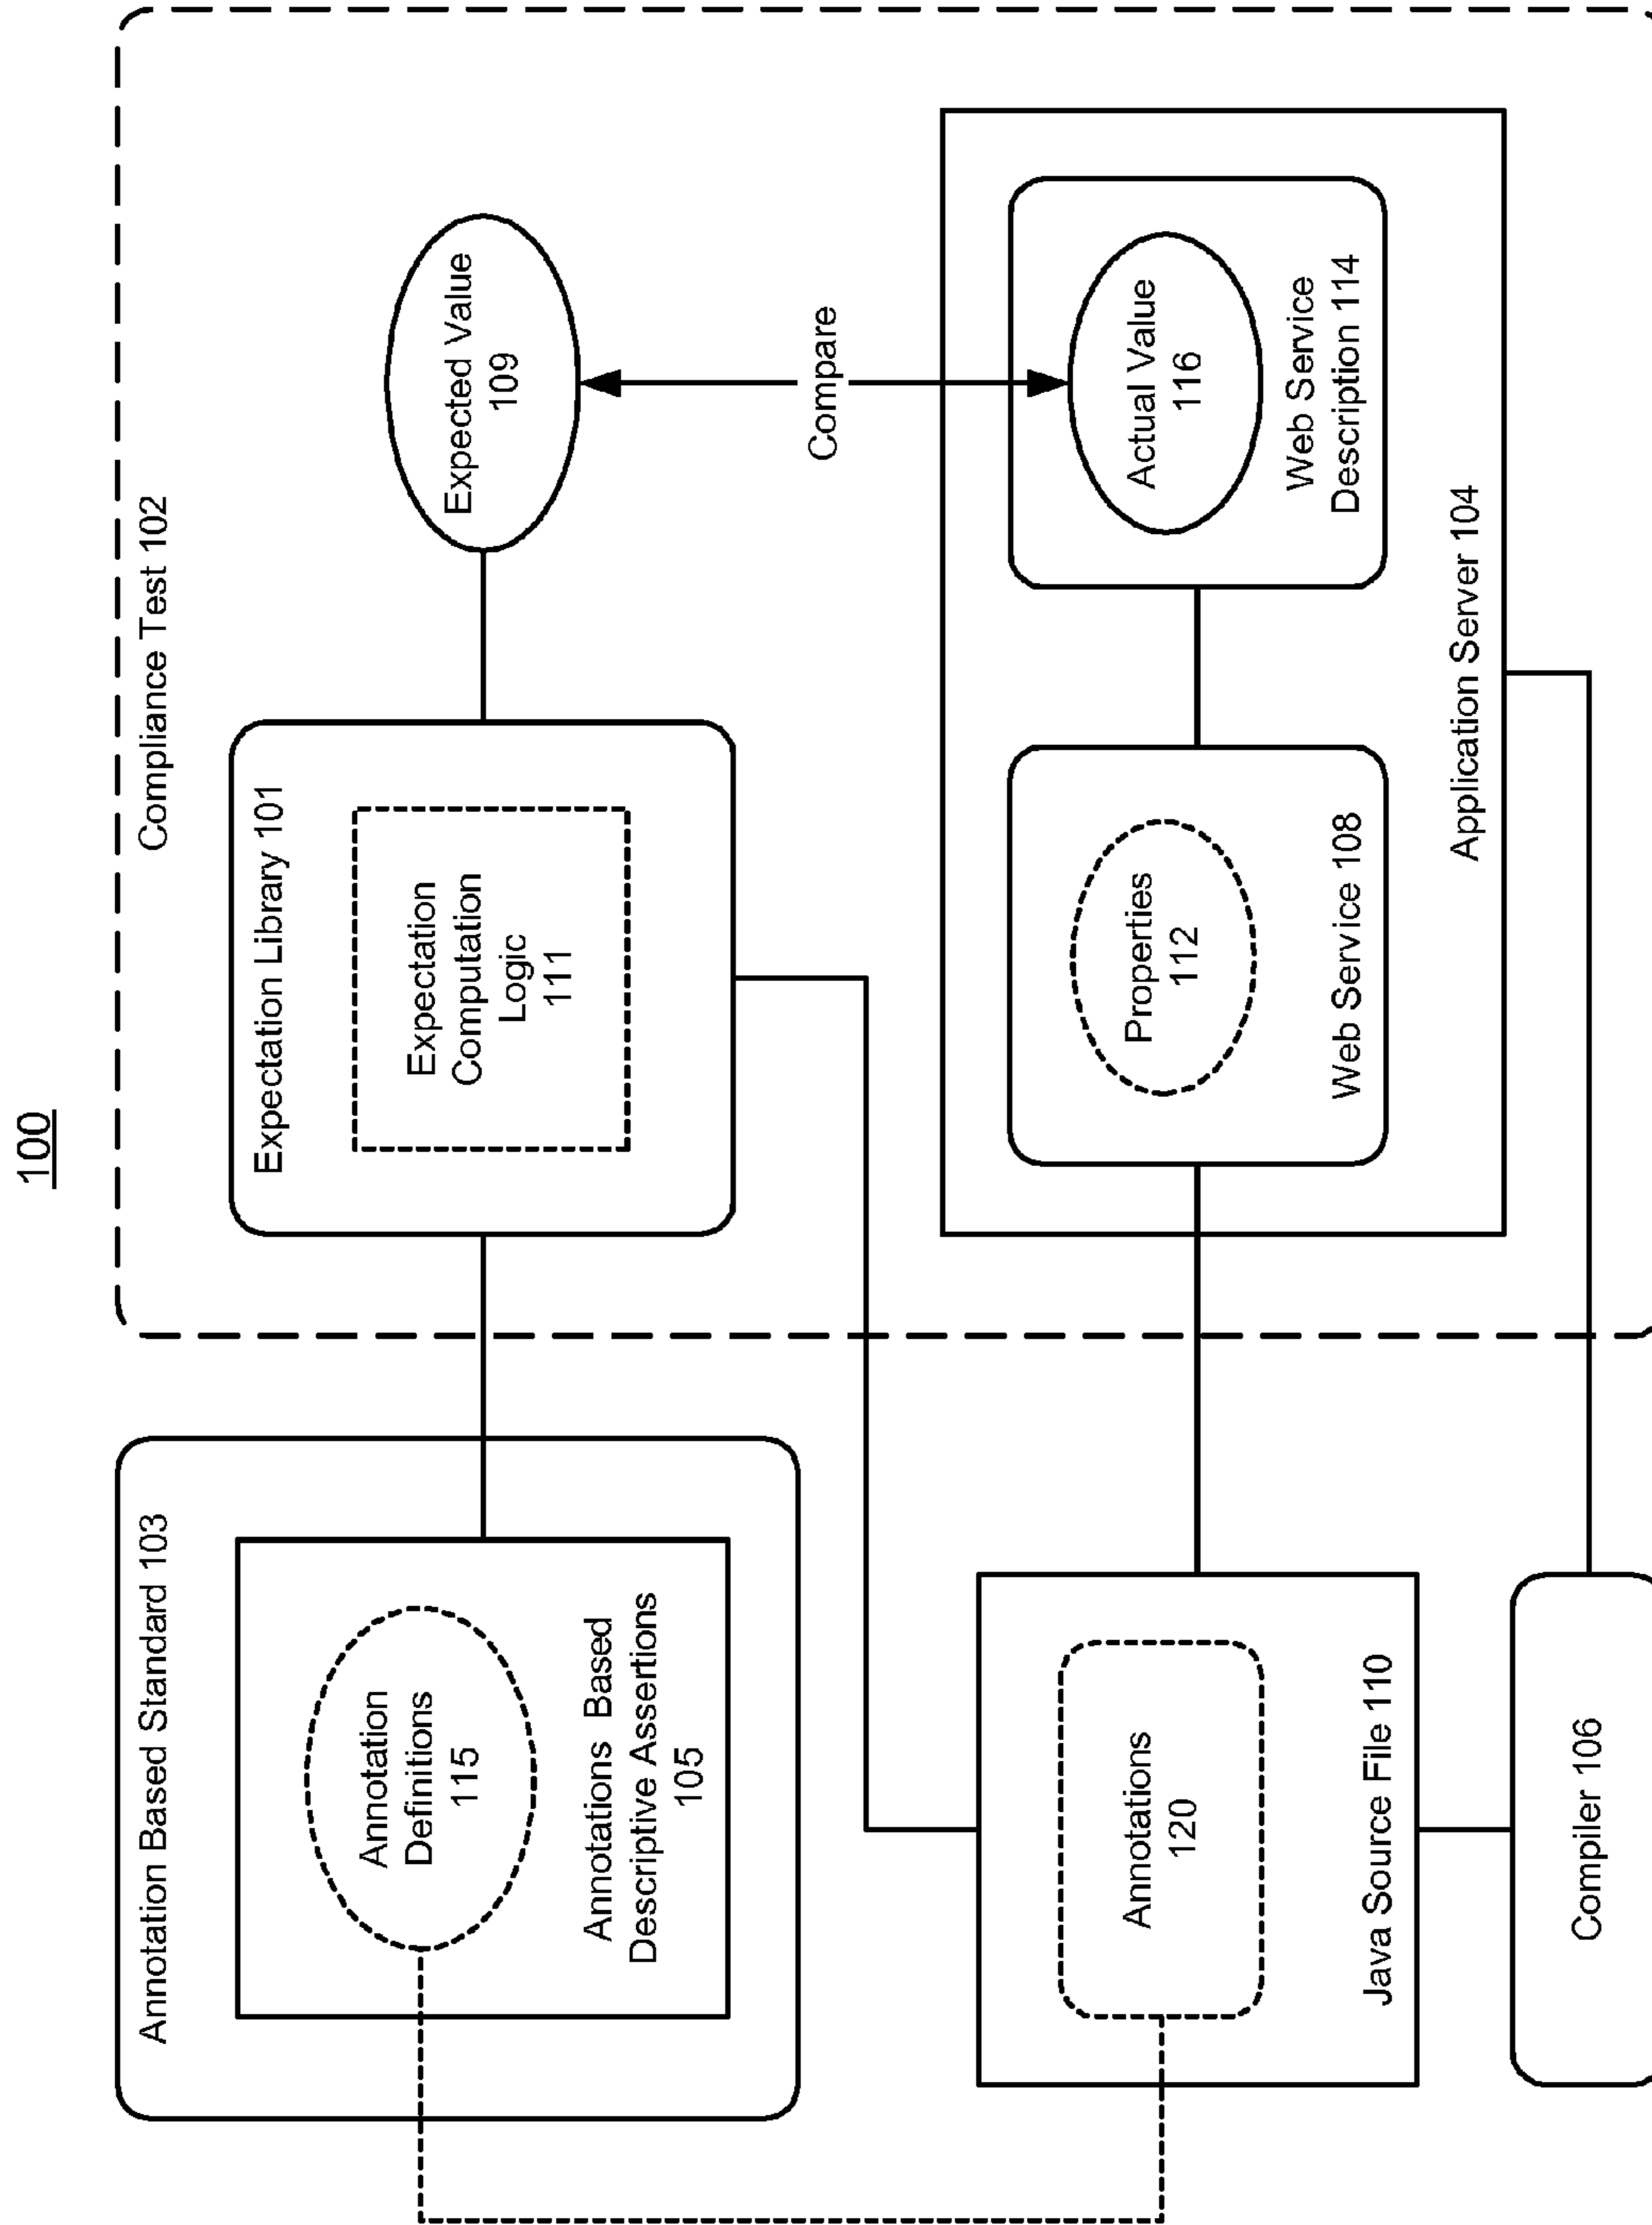 100
Annotation Based Standard 103
Annotation
Definitions
115
Annotations Based
Descriptive Assertions
105
Compliance Test 102
Expectation Library 101
Expectation
Computation
Logic
111
Expected Value
109
Compare
Java Source File 110
Annotations
120
Compiler 106
Properties
112
Web Service 108
Actual Value
116
Web Service
Description 114
Application Server 104